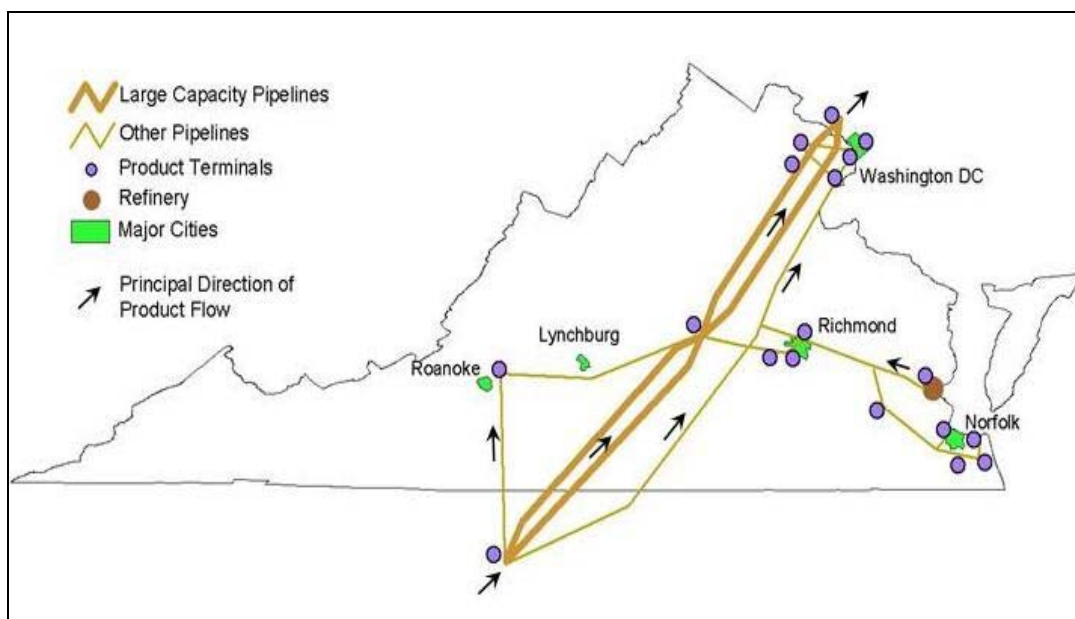 Large Capacity Pipelines
Other Pipelines
Product Terminals
Refinery
Major Cities
Principal Direction of
Product Flow
Washington DC
Richmond
Lynchburg
Roanoke
Norfolk